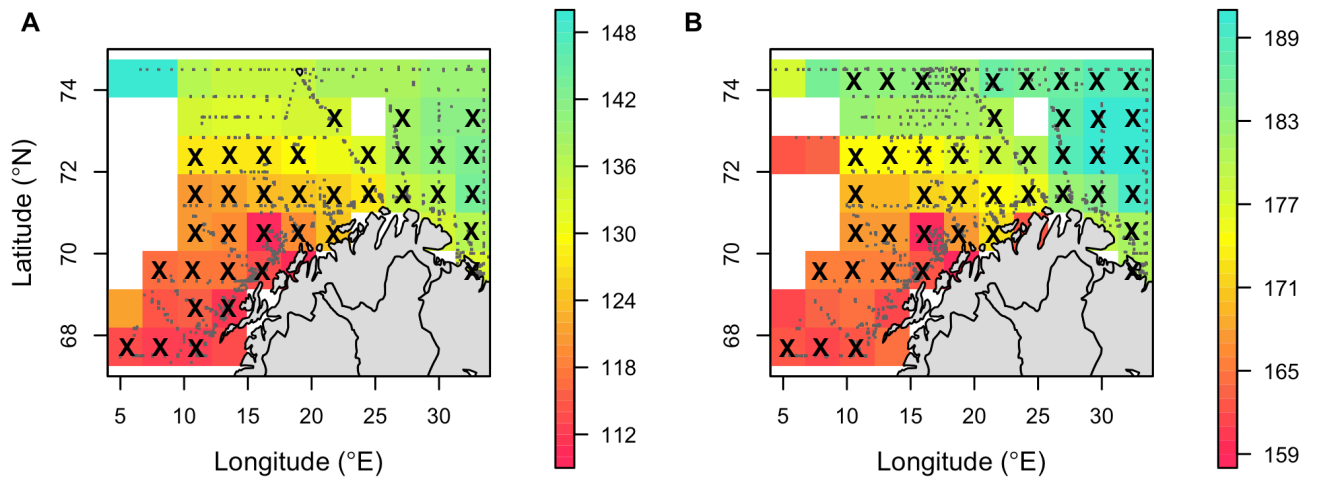 A
B
Latitude (°N)
74
72
70
68
5 10 15 20 25 30
Longitude (°E)
148
142
136
130
124
118
112
74
72
70
68
5 10 15 20 25 30
Longitude (°E)
189
183
177
171
165
159
X X X
X X X X X X X X
X X X X X X X X X
X X X X X X
X X X X X
X X
X X X
X X X X X X X X X
X X X
X X X X X X X X X
X X X X X X X X
X X X X X X
X X X X X
X X X